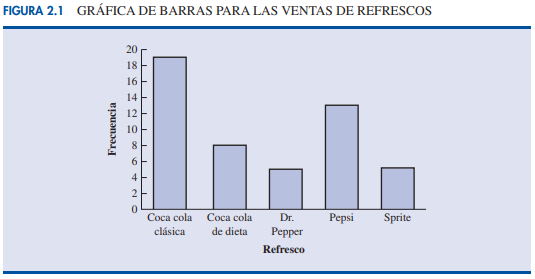 FIGURA 2.1 GRÁFICA DE BARRAS PARA LAS VENTAS DE REFRESCOS
20
18
16
14
12
10
8
6
4
2
0
Frecuencia
Coca cola clásica
Coca cola de dieta
Dr. Pepper
Pepsi
Sprite
Refresco